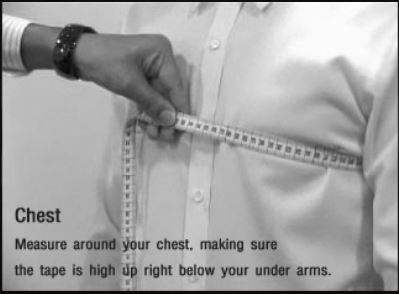 Chest
Measure around your chest, making sure
the tape is high up right below your under arms.